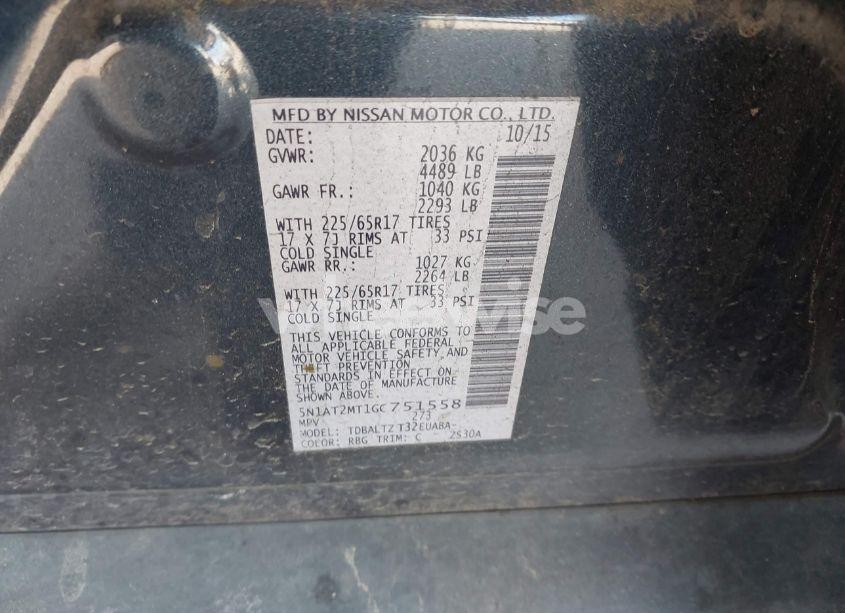 MFD BY NISSAN MOTOR CO., LTD.
DATE: 10/15
GVWR: 2036 KG
4489 LB
GAWR FR.: 1040 KG
2293 LB
WITH 225/65R17 TIRES
17 X 7J RIMS AT 33 PSI
COLD SINGLE
GAWR RR.: 1027 KG
2264 LB
WITH 225/65R17 TIRES
17 X 7J RIMS AT 33 PSI
COLD SINGLE
THIS VEHICLE CONFORMS TO
ALL APPLICABLE FEDERAL
MOTOR VEHICLE SAFETY, AND
THEFT PREVENTION
STANDARDS IN EFFECT ON
THE DATE OF MANUFACTURE
SHOWN ABOVE.
5N1AT2MT1GC751558
MPV 273
MODEL: TDBALTZ T32EUABA-
COLOR: RBG TRIM: C 2S30A